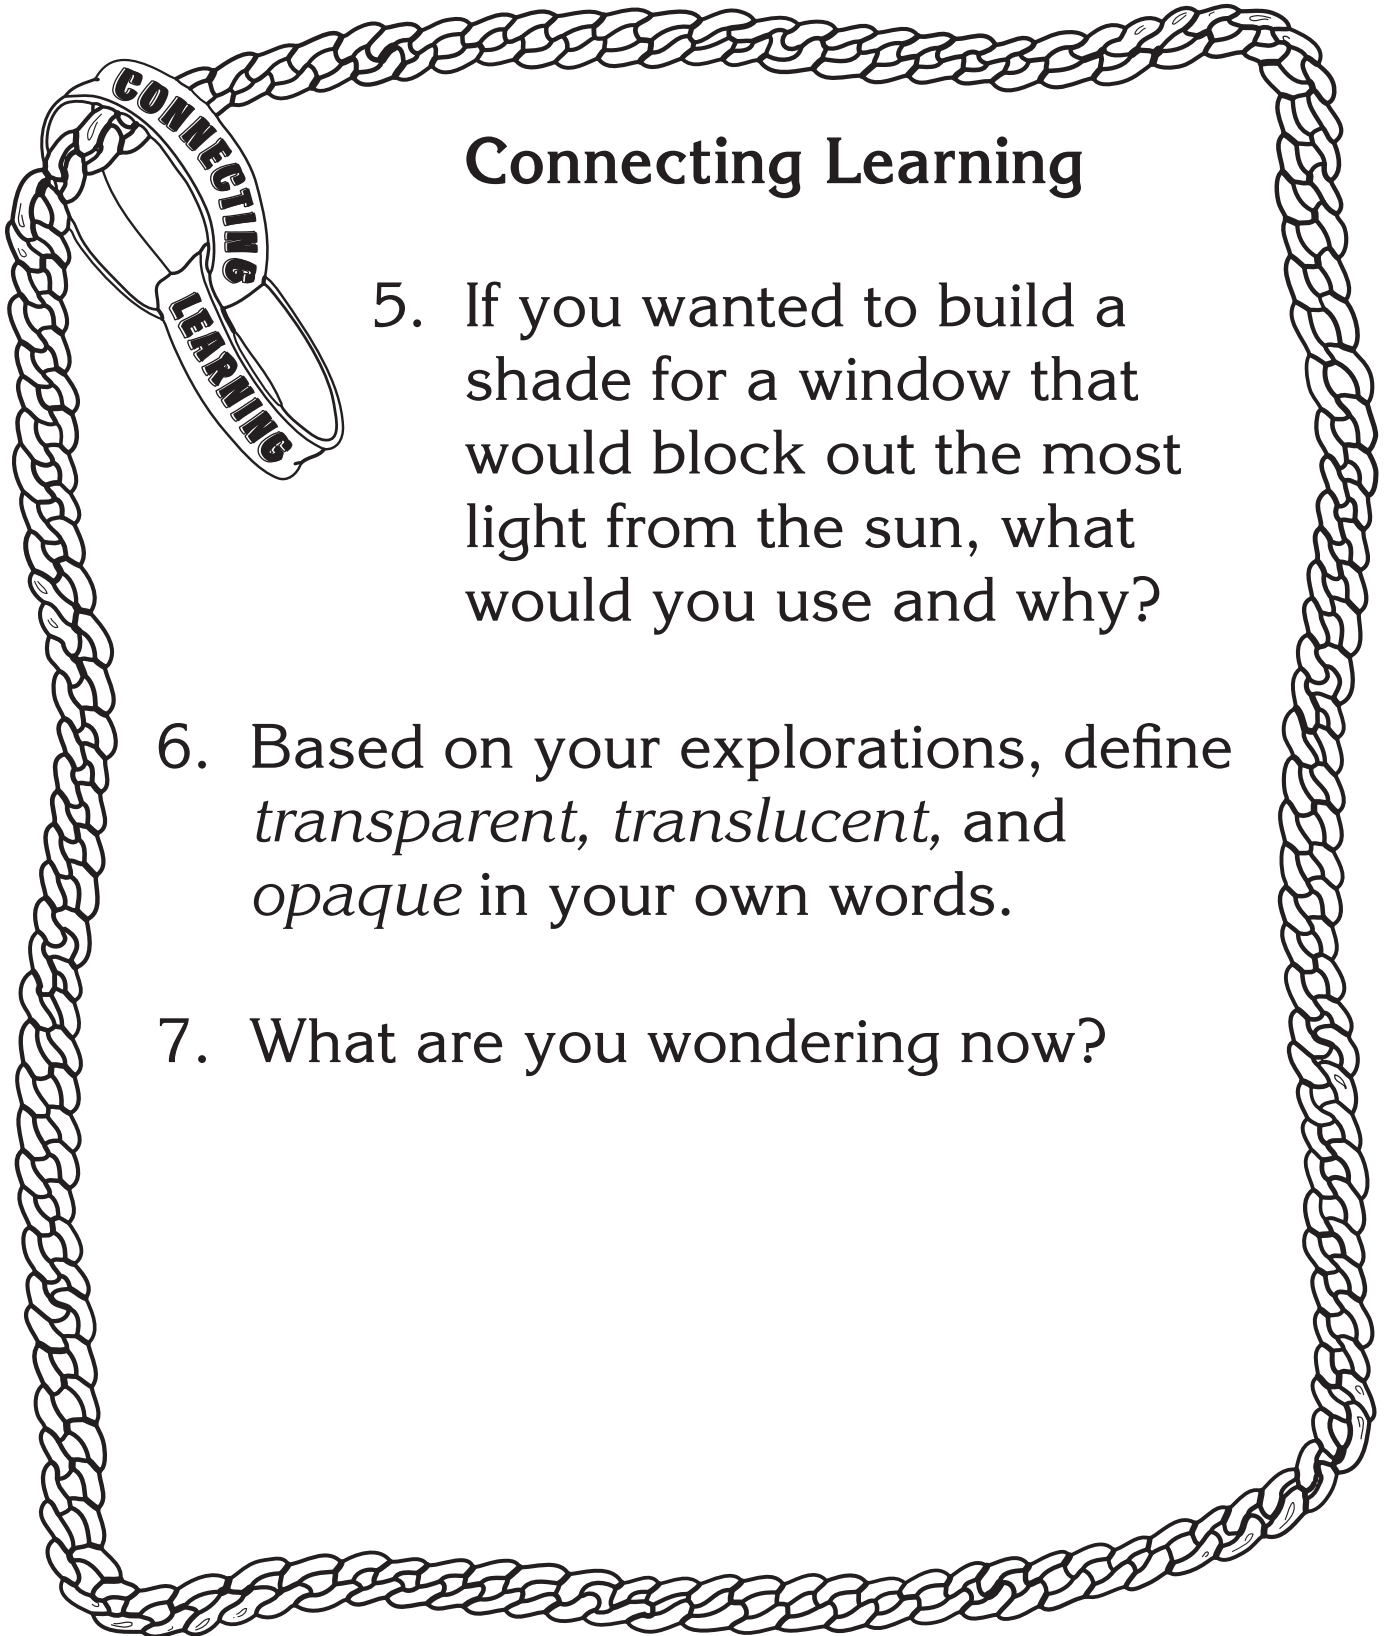 CONNECTING
LEARNING
Connecting Learning
5. If you wanted to build a
shade for a window that
would block out the most
light from the sun, what
would you use and why?
6. Based on your explorations, define
transparent, translucent, and
opaque in your own words.
7. What are you wondering now?